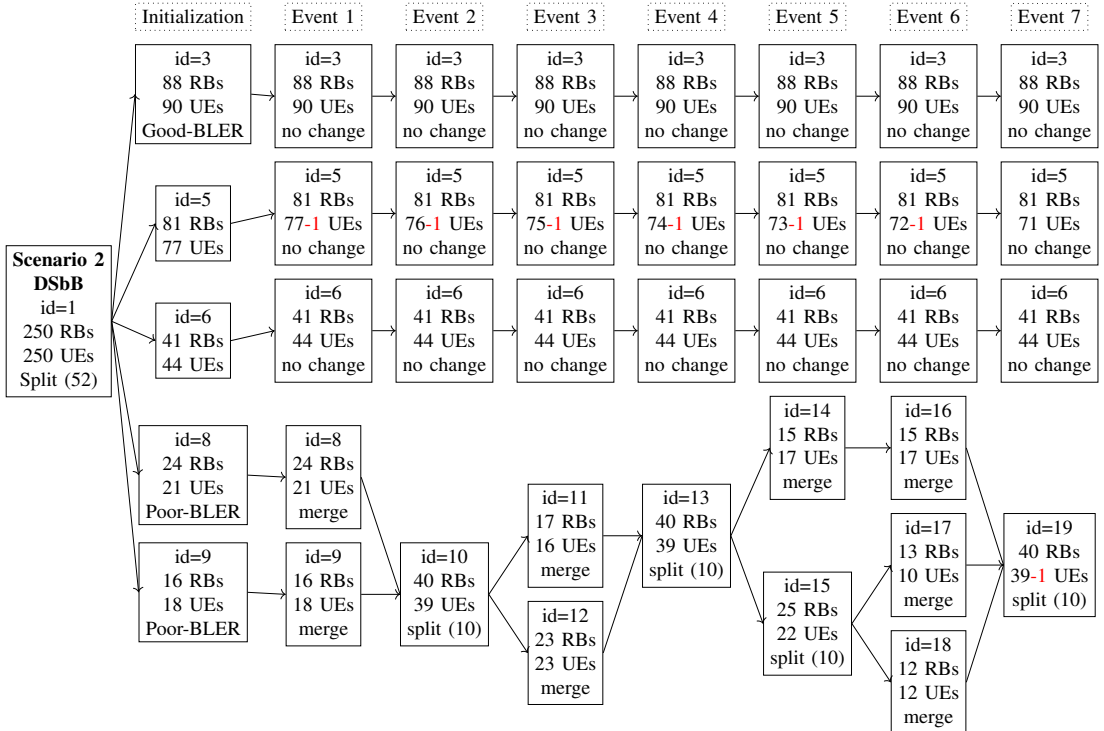 Initialization
Event 1
Event 2
Event 3
Event 4
Event 5
Event 6
Event 7
Scenario 2
DSbB
id=1
250 RBs
250 UEs
Split (52)
id=3
88 RBs
90 UEs
Good-BLER
id=3
88 RBs
90 UEs
no change
id=3
88 RBs
90 UEs
no change
id=3
88 RBs
90 UEs
no change
id=3
88 RBs
90 UEs
no change
id=3
88 RBs
90 UEs
no change
id=3
88 RBs
90 UEs
no change
id=3
88 RBs
90 UEs
no change
id=5
81 RBs
77 UEs
id=5
81 RBs
77-1 UEs
no change
id=5
81 RBs
76-1 UEs
no change
id=5
81 RBs
75-1 UEs
no change
id=5
81 RBs
74-1 UEs
no change
id=5
81 RBs
73-1 UEs
no change
id=5
81 RBs
72-1 UEs
no change
id=5
81 RBs
71 UEs
no change
id=6
41 RBs
44 UEs
id=6
41 RBs
44 UEs
no change
id=6
41 RBs
44 UEs
no change
id=6
41 RBs
44 UEs
no change
id=6
41 RBs
44 UEs
no change
id=6
41 RBs
44 UEs
no change
id=6
41 RBs
44 UEs
no change
id=6
41 RBs
44 UEs
no change
id=8
24 RBs
21 UEs
Poor-BLER
id=8
24 RBs
21 UEs
merge
id=9
16 RBs
18 UEs
Poor-BLER
id=9
16 RBs
18 UEs
merge
id=10
40 RBs
39 UEs
split (10)
id=11
17 RBs
16 UEs
merge
id=12
23 RBs
23 UEs
merge
id=13
40 RBs
39 UEs
split (10)
id=14
15 RBs
17 UEs
merge
id=15
25 RBs
22 UEs
split (10)
id=16
15 RBs
17 UEs
merge
id=17
13 RBs
10 UEs
merge
id=18
12 RBs
12 UEs
merge
id=19
40 RBs
39-1 UEs
split (10)